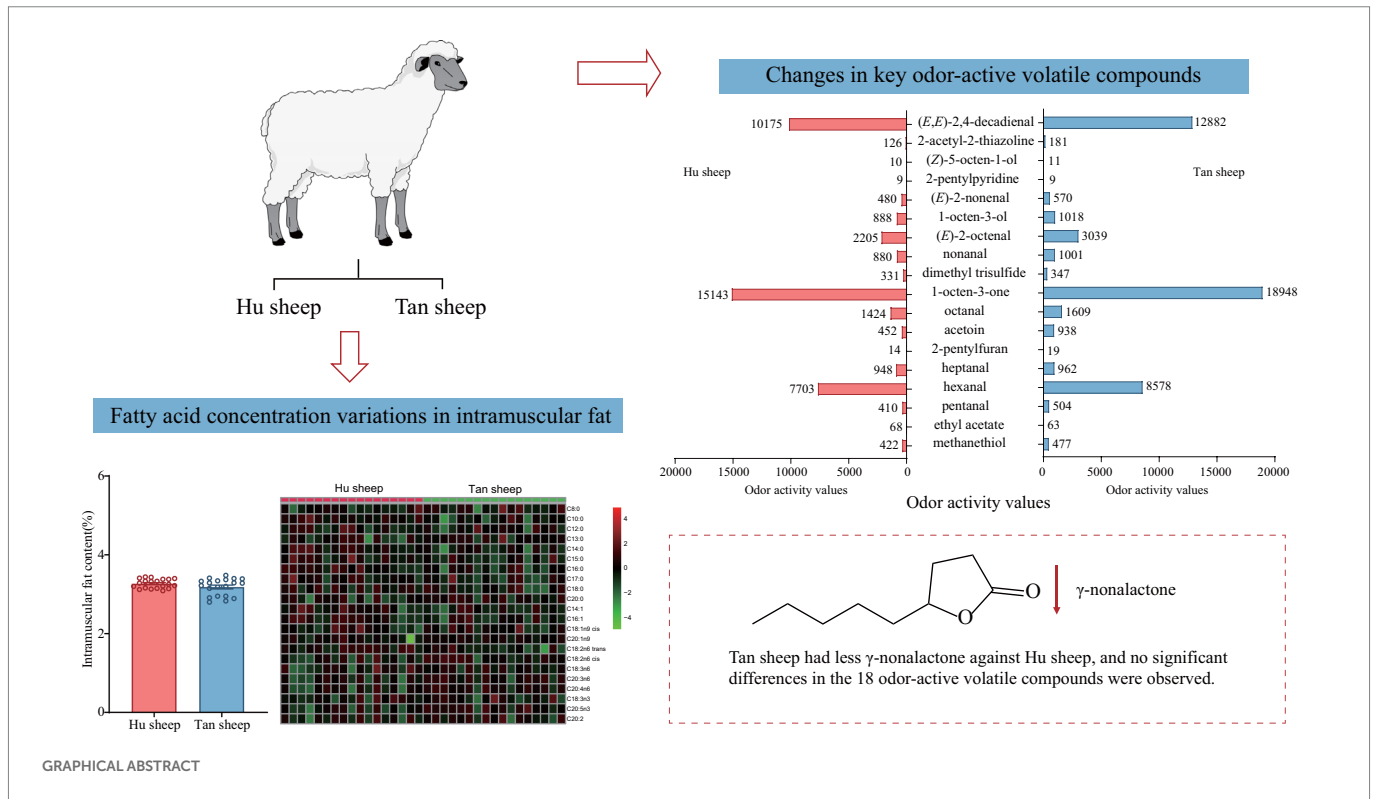 Hu sheep
Tan sheep
Changes in key odor-active volatile compounds
Hu sheep
Tan sheep
10175 (E,E)-2,4-decadienal 12882
126 2-acetyl-2-thiazoline 181
10 (Z)-5-octen-1-ol 11
9 2-pentylpyridine 9
480 (E)-2-nonenal 570
888 1-octen-3-ol 1018
2205 (E)-2-octenal 3039
880 nonanal 1001
331 dimethyl trisulfide 347
15143 1-octen-3-one 18948
1424 octanal 1609
452 acetoin 938
14 2-pentylfuran 19
948 heptanal 962
7703 hexanal 8578
410 pentanal 504
68 ethyl acetate 63
422 methanethiol 477
20000 15000 10000 5000 0 0 5000 10000 15000 20000
Odor activity values
Odor activity values
Odor activity values
Fatty acid concentration variations in intramuscular fat
Intramuscular fat content(%)
6
4
2
0
Hu sheep
Tan sheep
Hu sheep
Tan sheep
C8:0
C10:0
C12:0
C13:0
C14:0
C15:0
C16:0
C17:0
C18:0
C20:0
C14:1
C16:1
C18:1n9 cis
C20:1n9
C18:2n6 trans
C18:2n6 cis
C18:3n6
C20:3n6
C20:4n6
C18:3n3
C20:5n3
C20:2
4
2
0
−2
−4
O
O
γ-nonalactone
Tan sheep had less γ-nonalactone against Hu sheep, and no significant
differences in the 18 odor-active volatile compounds were observed.
GRAPHICAL ABSTRACT